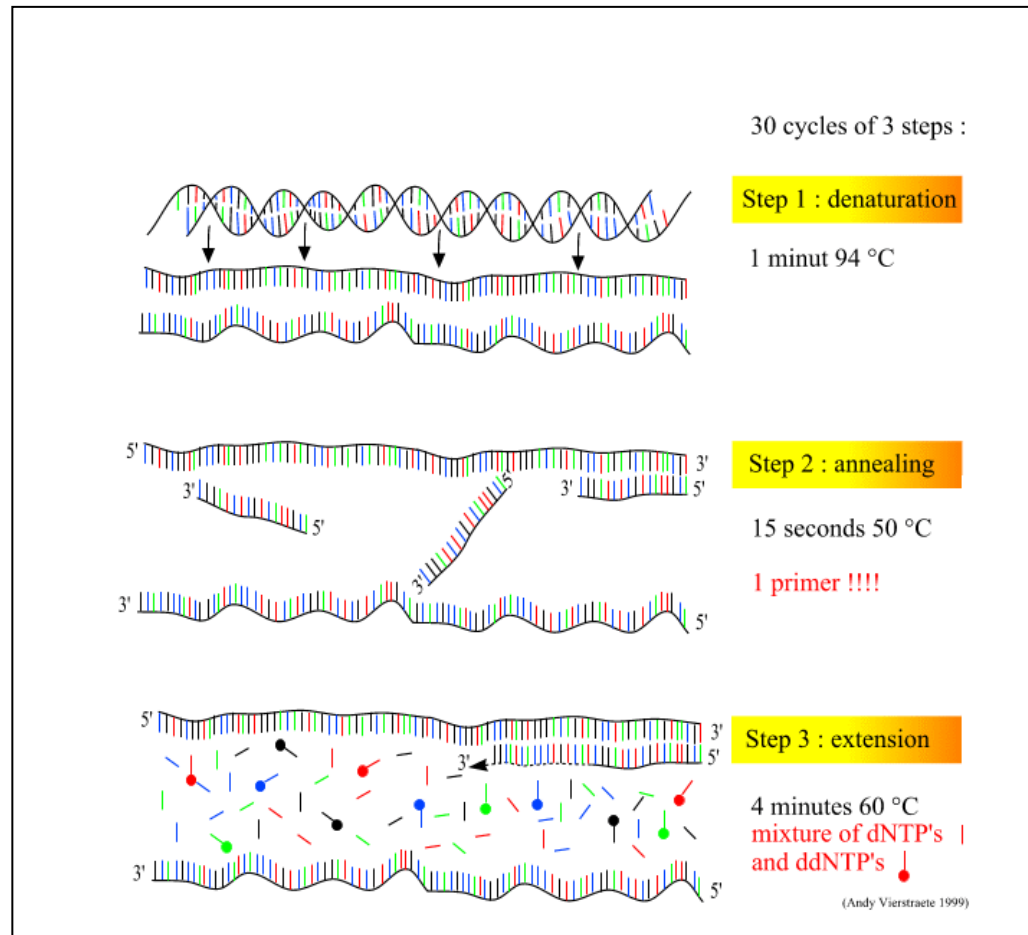 30 cycles of 3 steps :
Step 1 : denaturation
1 minut 94 °C
5'
3'
Step 2 : annealing
3'
5'
3'
5'
5'
15 seconds 50 °C
1 primer !!!!
3'
3'
5'
5'
3'
Step 3 : extension
3'
5'
4 minutes 60 °C
mixture of dNTP's
and ddNTP's
3'
5'
(Andy Vierstraete 1999)